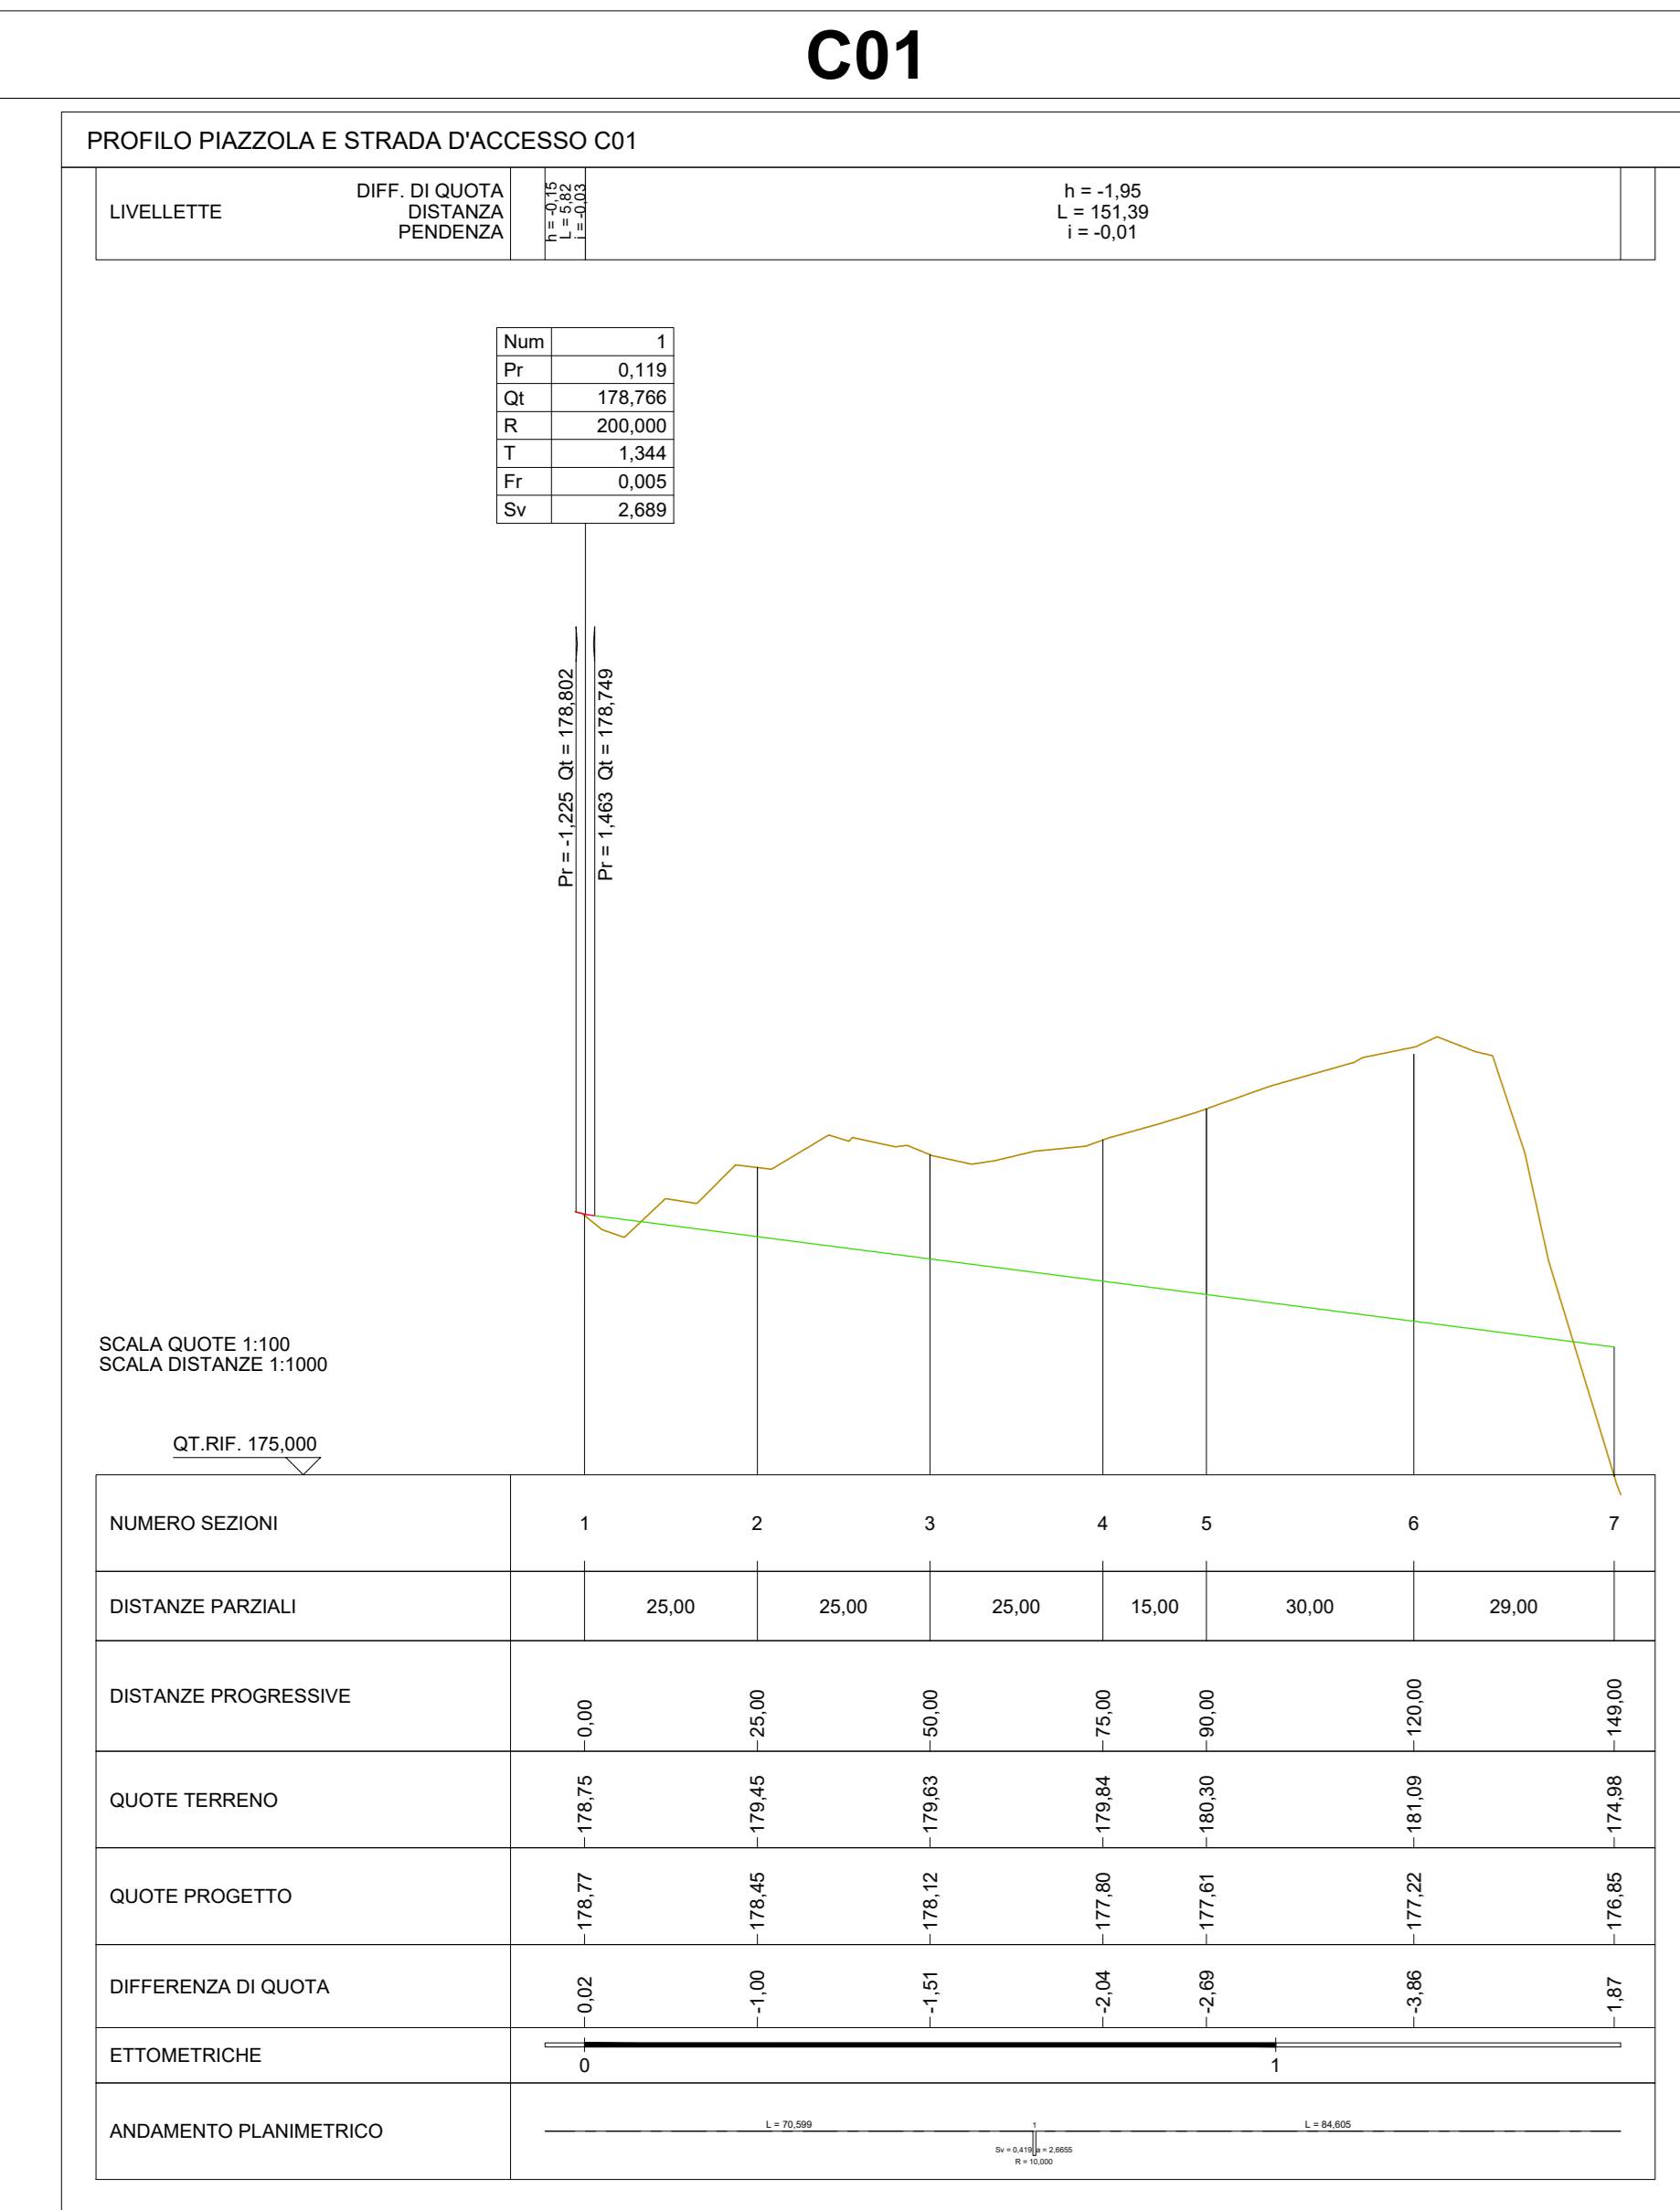 C01
PROFILO PIAZZOLA E STRADA D'ACCESSO C01
LIVELLETTE
DIFF. DI QUOTA
DISTANZA
PENDENZA
h = -0,15
L = 5,82
i = -0,03
h = -1,95
L = 151,39
i = -0,01
Num 1
Pr 0,119
Qt 178,766
R 200,000
T 1,344
Fr 0,005
Sv 2,689
Pr = -1,225 Qt = 178,802
Pr = 1,463 Qt = 178,749
SCALA QUOTE 1:100
SCALA DISTANZE 1:1000
QT.RIF. 175,000
NUMERO SEZIONI 1 2 3 4 5 6 7
DISTANZE PARZIALI 25,00 25,00 25,00 15,00 30,00 29,00
DISTANZE PROGRESSIVE 0,00 25,00 50,00 75,00 90,00 120,00 149,00
QUOTE TERRENO 178,75 179,45 179,63 179,84 180,30 181,09 174,98
QUOTE PROGETTO 178,77 178,45 178,12 177,80 177,61 177,22 176,85
DIFFERENZA DI QUOTA 0,02 -1,00 -1,51 -2,04 -2,69 -3,86 1,87
ETTOMETRICHE 0 1
ANDAMENTO PLANIMETRICO
L = 70,599 1 L = 84,605
Sv = 0,419 a = 2,6655
R = 10,000